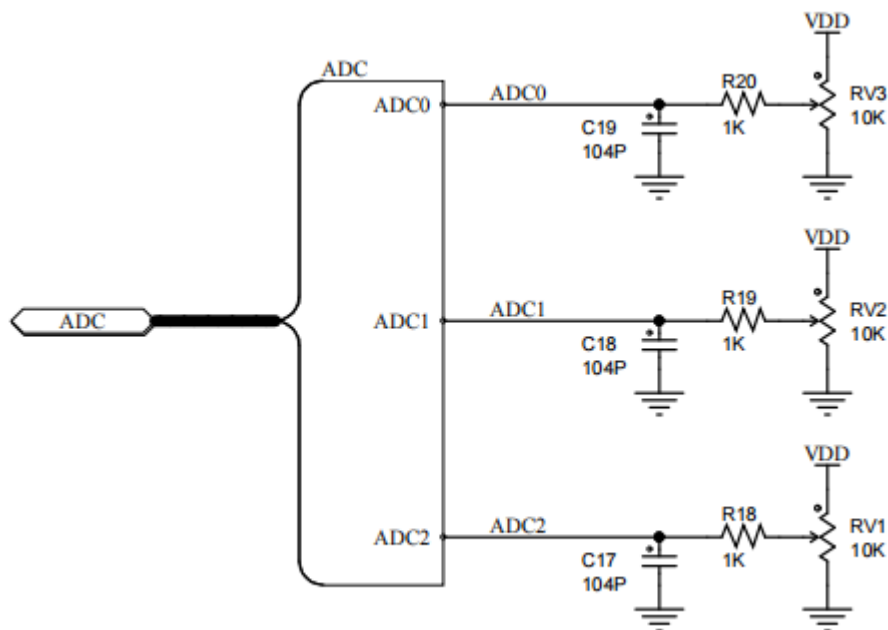 ADC
ADC
ADC0
ADC0
C19
104P
R20
1K
VDD
RV3
10K
ADC1
ADC1
C18
104P
R19
1K
VDD
RV2
10K
ADC2
ADC2
C17
104P
R18
1K
VDD
RV1
10K